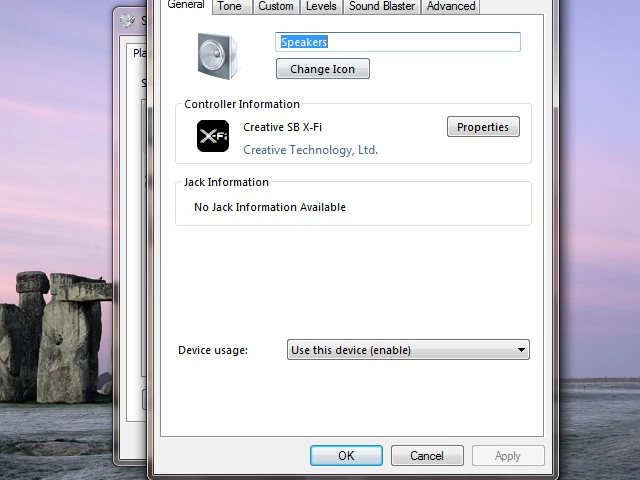 General Tone Custom Levels Sound Blaster Advanced
Speakers
Change Icon
Controller Information
X-Fi
Creative SB X-Fi
Properties
Creative Technology, Ltd.
Jack Information
No Jack Information Available
Device usage:
Use this device (enable)
OK
Cancel
Apply